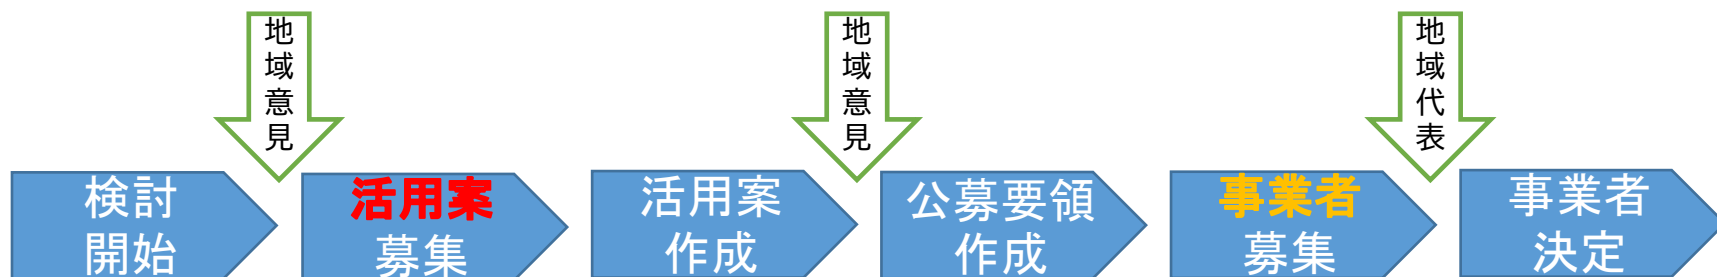 地域意見
地域意見
地域代表
検討
開始
活用案
募集
活用案
作成
公募要領
作成
事業者
募集
事業者
決定